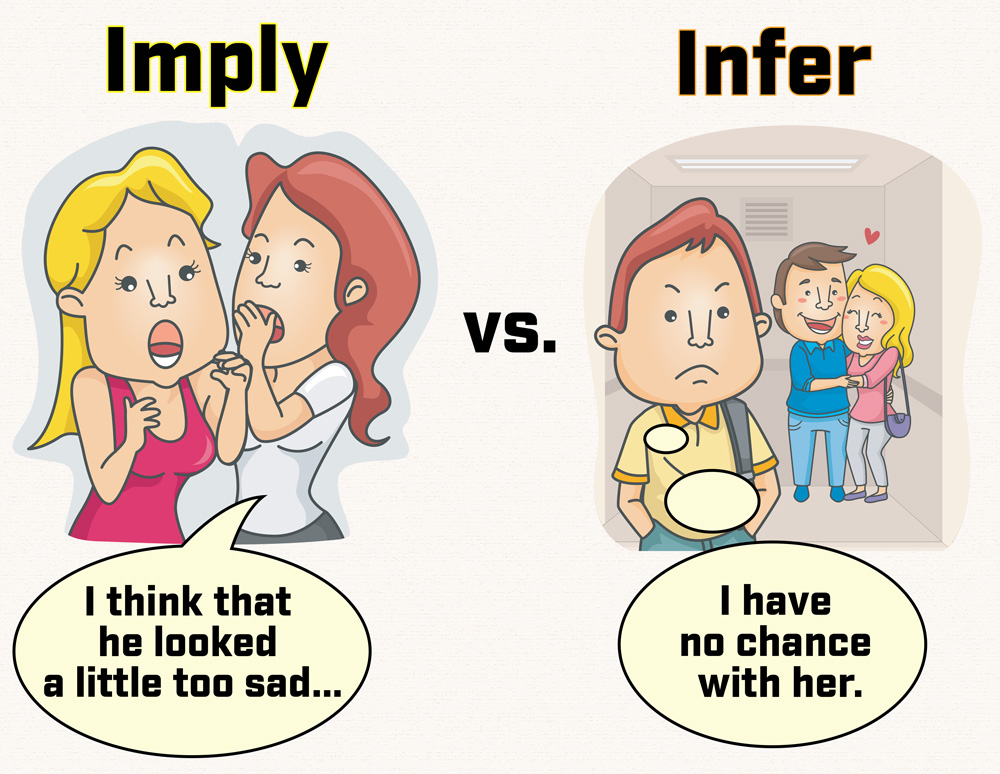 Imply
vs.
Infer
I think that
he looked
a little too sad...
I have
no chance
with her.